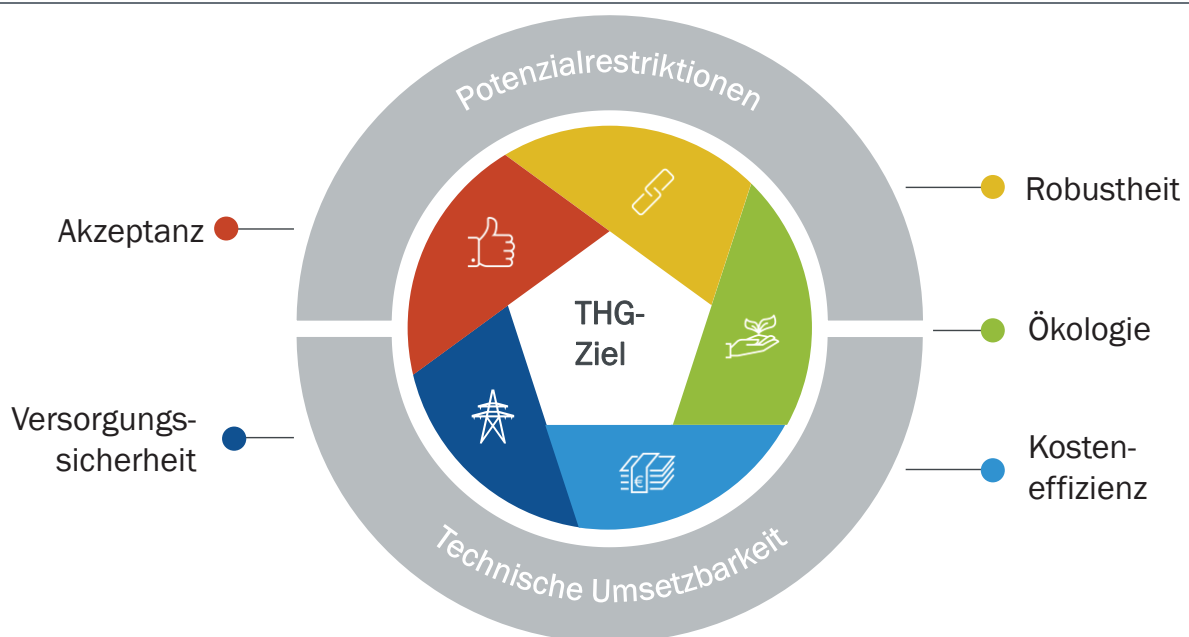 Potenzialrestriktionen
Akzeptanz
Robustheit
THG-
Ziel
Ökologie
Versorgungs-
sicherheit
€
Kosten-
effizienz
Technische Umsetzbarkeit